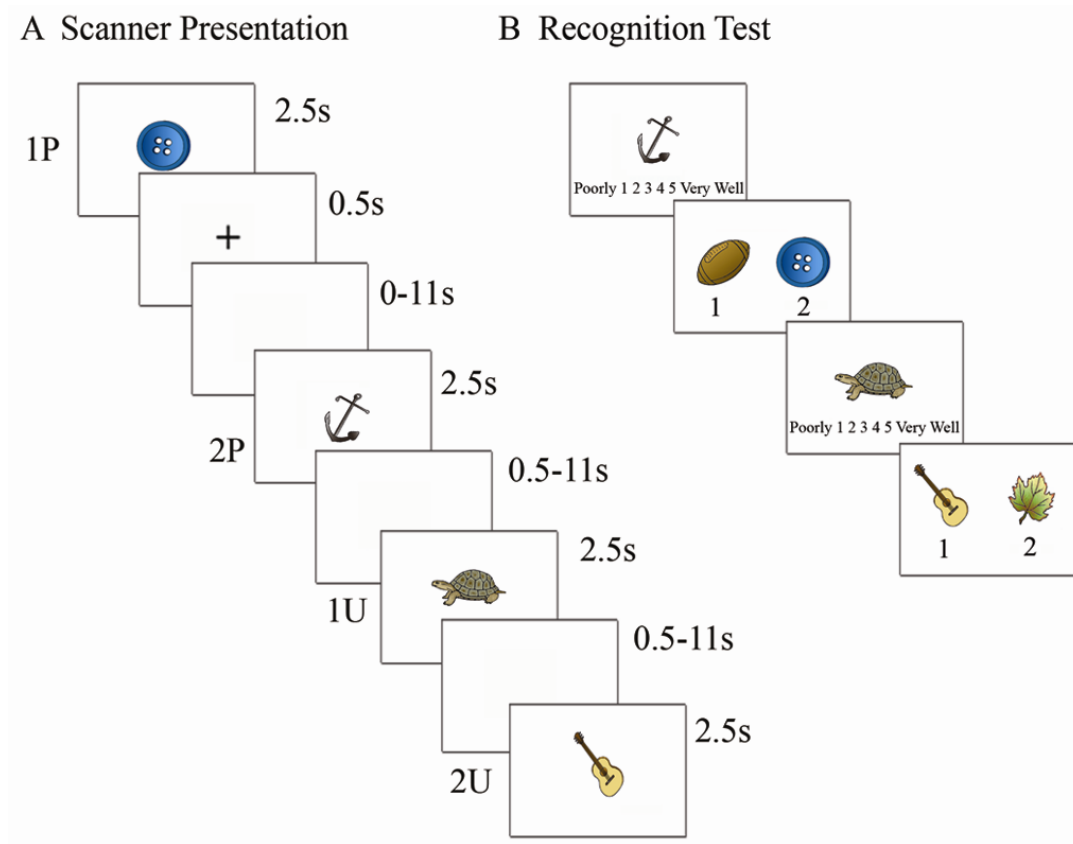 A Scanner Presentation
1P
2.5s
+
0.5s
0-11s
2P
2.5s
0.5-11s
1U
2.5s
0.5-11s
2U
2.5s
B Recognition Test
Poorly 1 2 3 4 5 Very Well
1 2
Poorly 1 2 3 4 5 Very Well
1 2